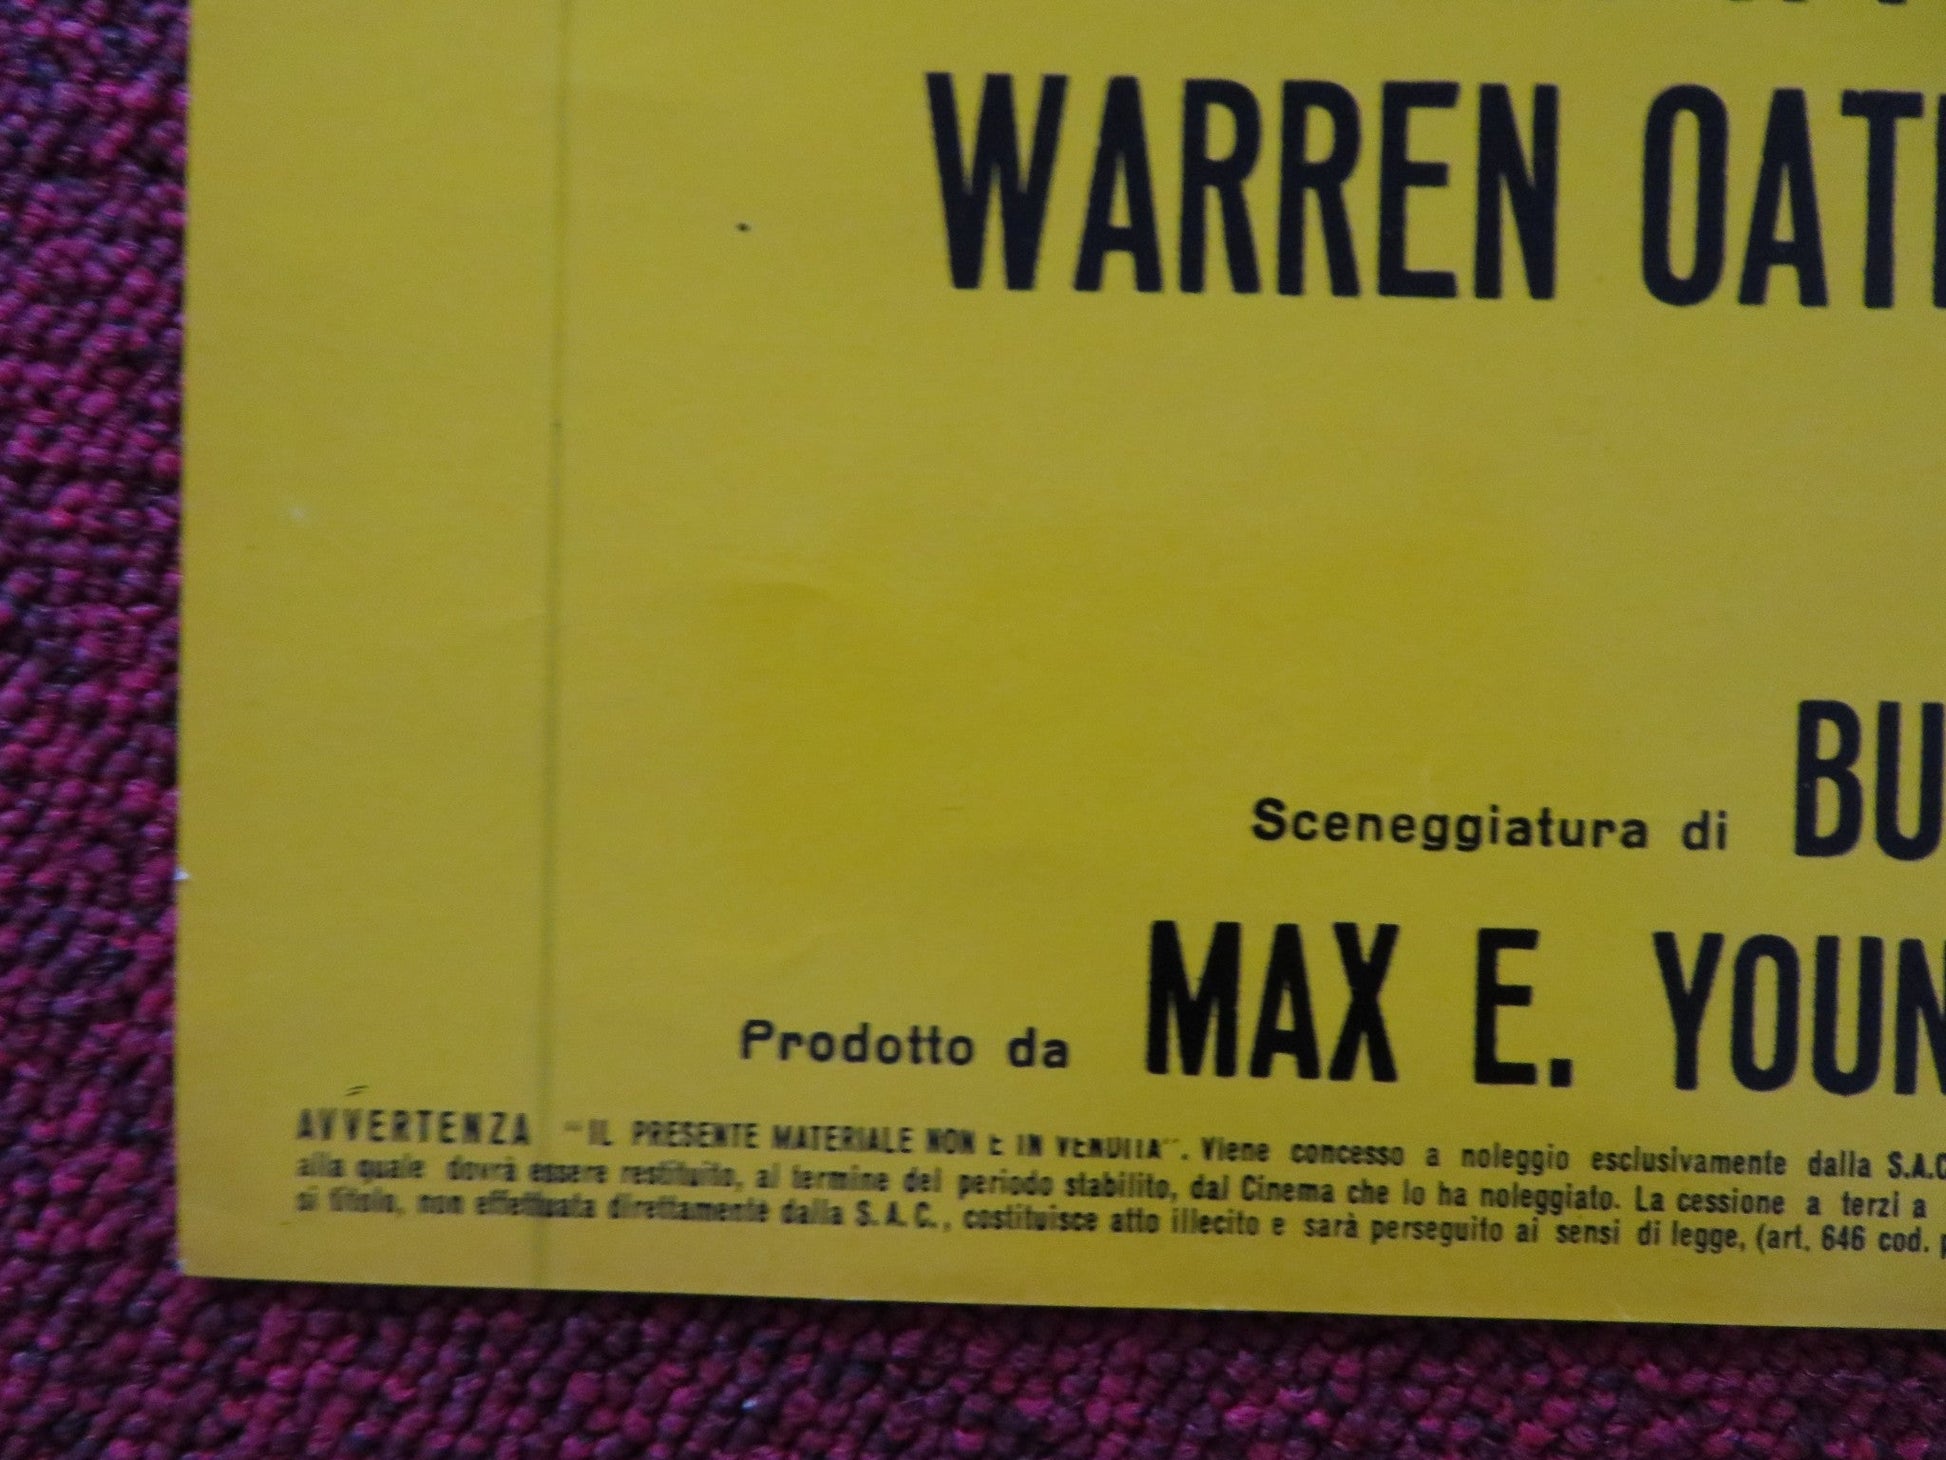 WARREN OAT
Sceneggiatura di BU
Prodotto da MAX E. YOUN
AVVERTENZA - "IL PRESENTE MATERIALE NON È IN VENDITA". Viene concesso a noleggio esclusivamente dalla S.A.C
alla quale dovrà essere restituito, al termine del periodo stabilito, dal Cinema che lo ha noleggiato. La cessione a terzi a
si titolo, non effettuata direttamente dalla S. A. C., costituisce atto illecito e sarà perseguito ai sensi di legge, (art. 646 cod. p